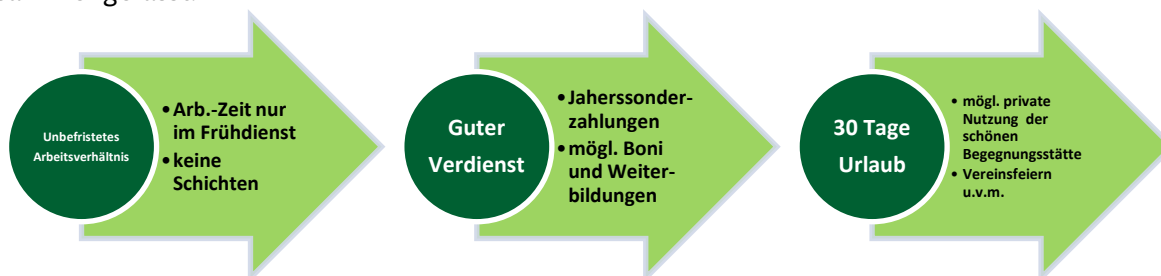 Unbefristetes
Arbeitsverhältnis
• Arb.-Zeit nur
im Frühdienst
• keine
Schichten
Guter
Verdienst
• Jaherssonder-
zahlungen
• mögl. Boni
und Weiter-
bildungen
30 Tage
Urlaub
• mögl. private
Nutzung der
schönen
Begegnungsstätte
• Vereinsfeiern
u.v.m.